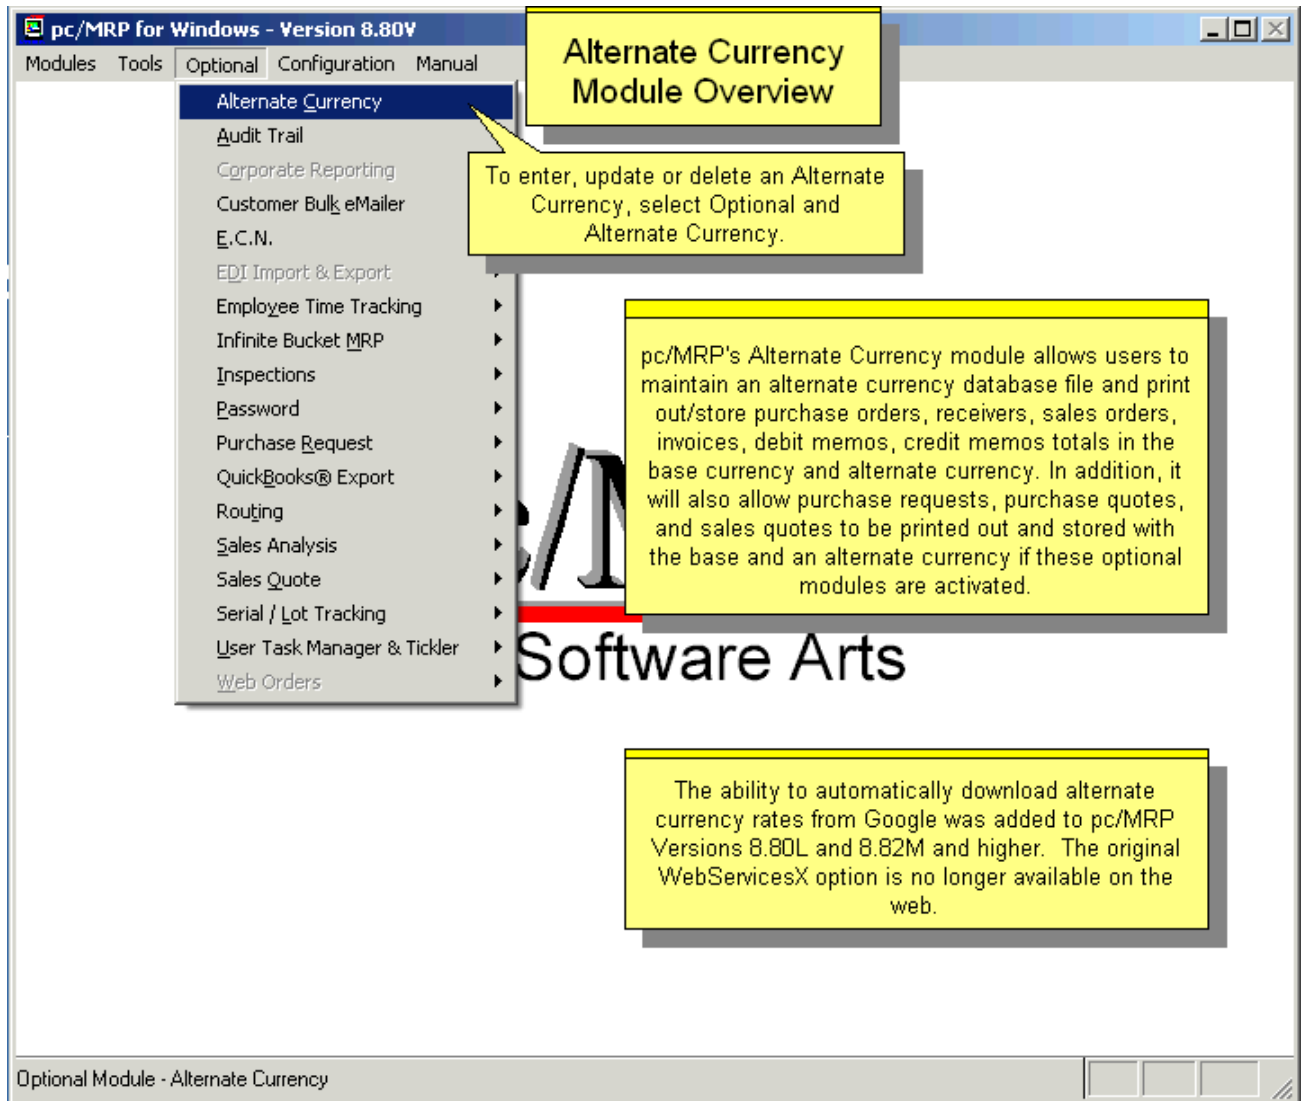 pc/MRP for Windows - Version 8.80V
Modules Tools Optional Configuration Manual
Alternate Currency
Module Overview
Alternate Currency
Audit Trail
Corporate Reporting
Customer Bulk eMailer
E.C.N.
EDI Import & Export
Employee Time Tracking
Infinite Bucket MRP
Inspections
Password
Purchase Request
QuickBooks® Export
Routing
Sales Analysis
Sales Quote
Serial / Lot Tracking
User Task Manager & Tickler
Web Orders
To enter, update or delete an Alternate
Currency, select Optional and
Alternate Currency.
pc/MRP's Alternate Currency module allows users to
maintain an alternate currency database file and print
out/store purchase orders, receivers, sales orders,
invoices, debit memos, credit memos totals in the
base currency and alternate currency. In addition, it
will also allow purchase requests, purchase quotes,
and sales quotes to be printed out and stored with
the base and an alternate currency if these optional
modules are activated.
Software Arts
The ability to automatically download alternate
currency rates from Google was added to pc/MRP
Versions 8.80L and 8.82M and higher. The original
WebServicesX option is no longer available on the
web.
Optional Module - Alternate Currency